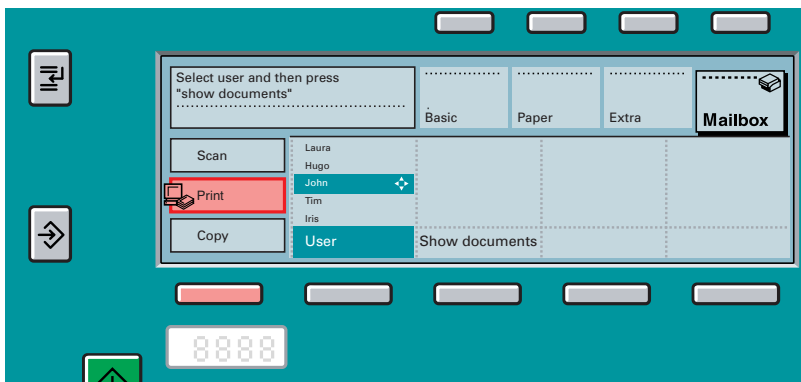 Select user and then press
"show documents"
Basic
Paper
Extra
Mailbox
Scan
Print
Copy
Laura
Hugo
John
Tim
Iris
User
Show documents
8888